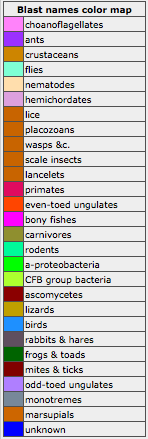 Blast names color map
choanoflagellates
ants
crustaceans
flies
nematodes
hemichordates
lice
placozoans
wasps &c.
scale insects
lancelets
primates
even-toed ungulates
bony fishes
carnivores
rodents
a-proteobacteria
CFB group bacteria
ascomycetes
lizards
birds
rabbits & hares
frogs & toads
mites & ticks
odd-toed ungulates
monotremes
marsupials
unknown